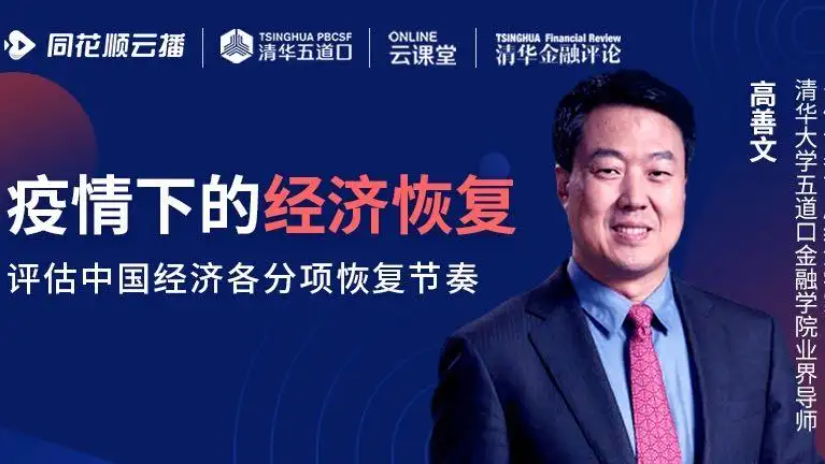 同花顺云播
TSINGHUA PBCSF
清华五道口
ONLINE
云课堂
TSINGHUA Financial Review
清华金融评论
疫情下的经济恢复
评估中国经济各分项恢复节奏
高善文
清华大学五道口金融学院业界导师